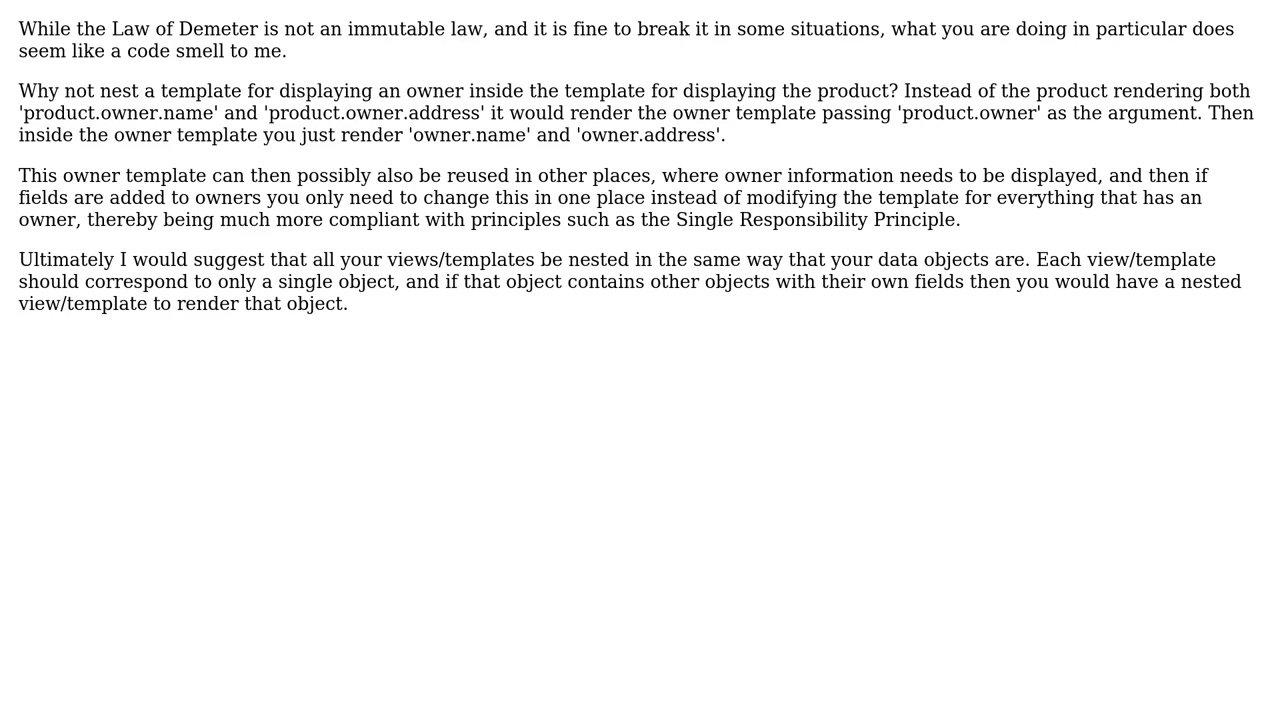 While the Law of Demeter is not an immutable law, and it is fine to break it in some situations, what you are doing in particular does
seem like a code smell to me.
Why not nest a template for displaying an owner inside the template for displaying the product? Instead of the product rendering both
'product.owner.name' and 'product.owner.address' it would render the owner template passing 'product.owner' as the argument. Then
inside the owner template you just render 'owner.name' and 'owner.address'.
This owner template can then possibly also be reused in other places, where owner information needs to be displayed, and then if
fields are added to owners you only need to change this in one place instead of modifying the template for everything that has an
owner, thereby being much more compliant with principles such as the Single Responsibility Principle.
Ultimately I would suggest that all your views/templates be nested in the same way that your data objects are. Each view/template
should correspond to only a single object, and if that object contains other objects with their own fields then you would have a nested
view/template to render that object.